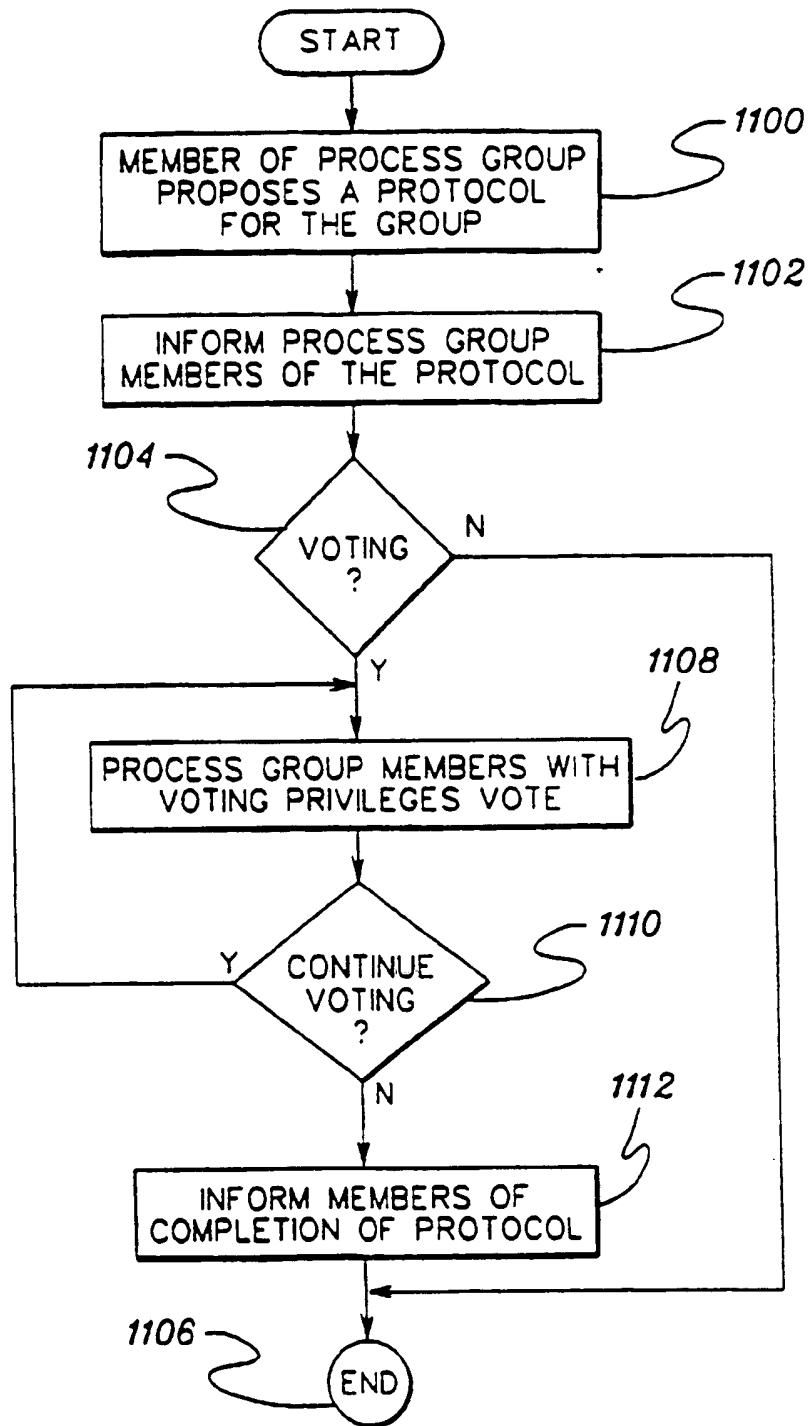 START
MEMBER OF PROCESS GROUP
PROPOSES A PROTOCOL
FOR THE GROUP
1100
INFORM PROCESS GROUP
MEMBERS OF THE PROTOCOL
1102
1104
VOTING
?
N
Y
1108
PROCESS GROUP MEMBERS WITH
VOTING PRIVILEGES VOTE
1110
Y
CONTINUE
VOTING
?
N
1112
INFORM MEMBERS OF
COMPLETION OF PROTOCOL
1106
END